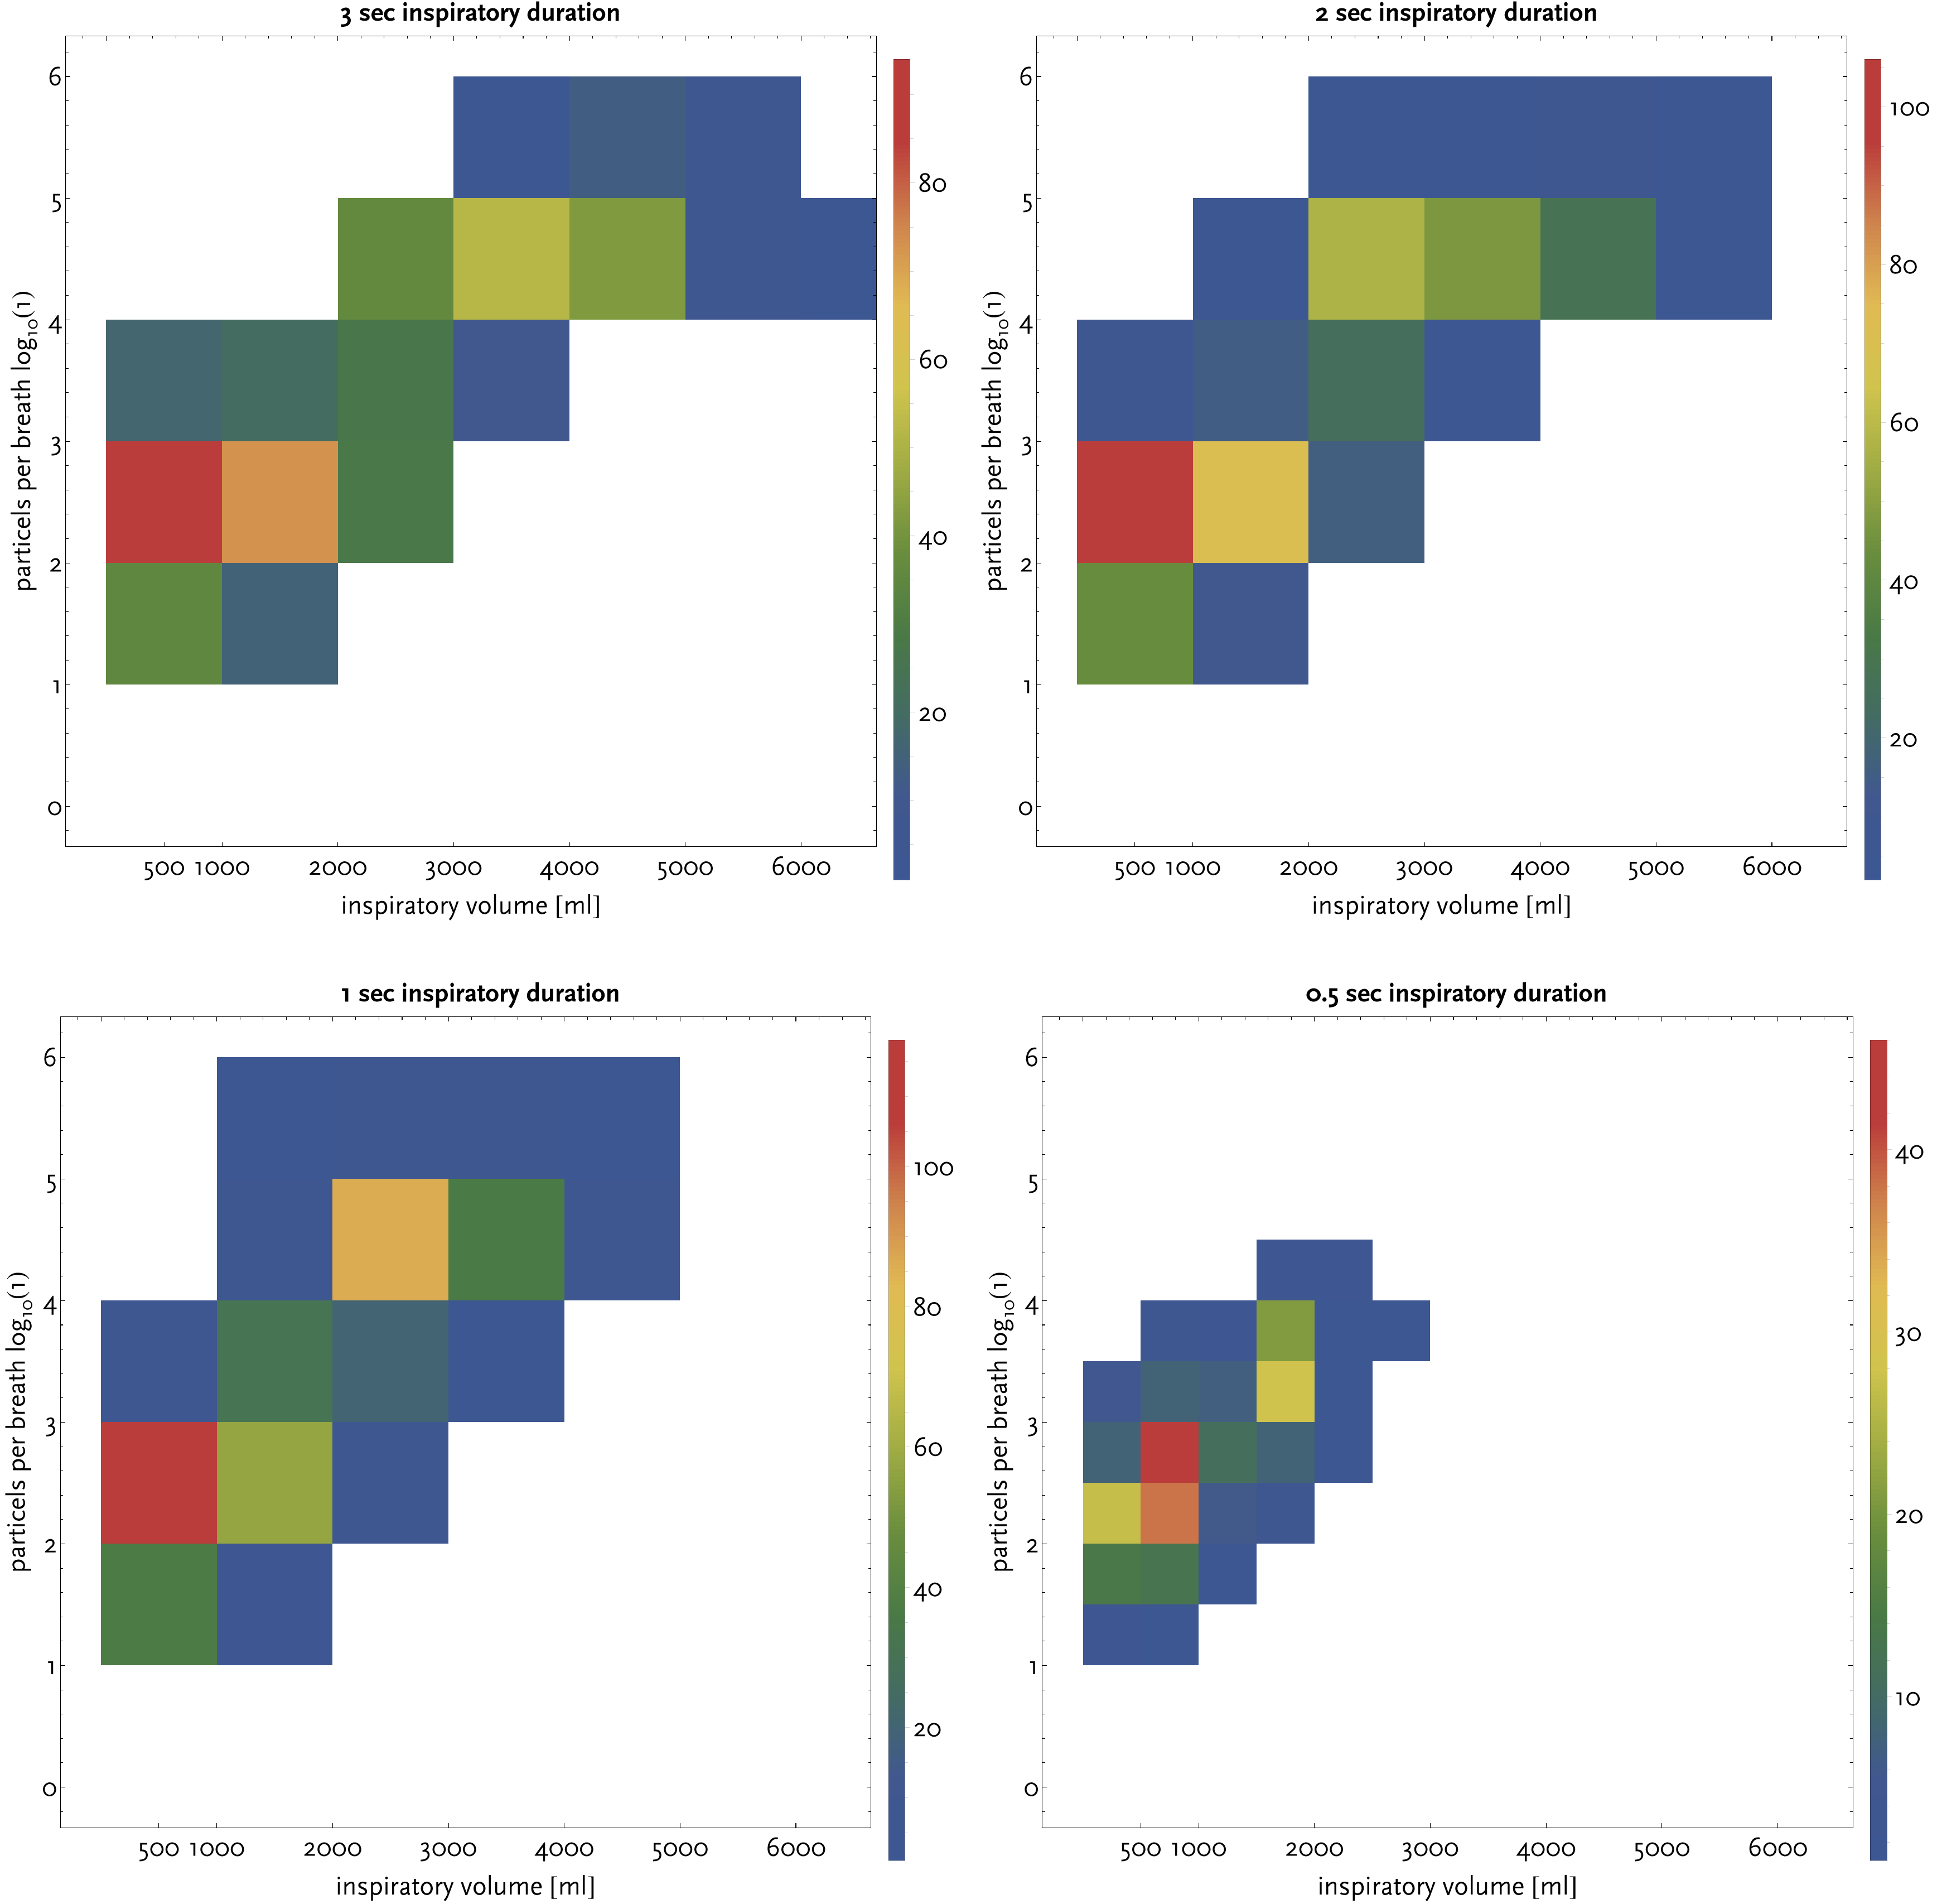 3 sec inspiratory duration
6
5
4
3
2
1
0
particels per breath log10(1)
500 1000 2000 3000 4000 5000 6000
inspiratory volume [ml]
80
60
40
20
2 sec inspiratory duration
6
5
4
3
2
1
0
particels per breath log10(1)
500 1000 2000 3000 4000 5000 6000
inspiratory volume [ml]
100
80
60
40
20
1 sec inspiratory duration
6
5
4
3
2
1
0
particels per breath log10(1)
500 1000 2000 3000 4000 5000 6000
inspiratory volume [ml]
100
80
60
40
20
0.5 sec inspiratory duration
6
5
4
3
2
1
0
particels per breath log10(1)
500 1000 2000 3000 4000 5000 6000
inspiratory volume [ml]
40
30
20
10